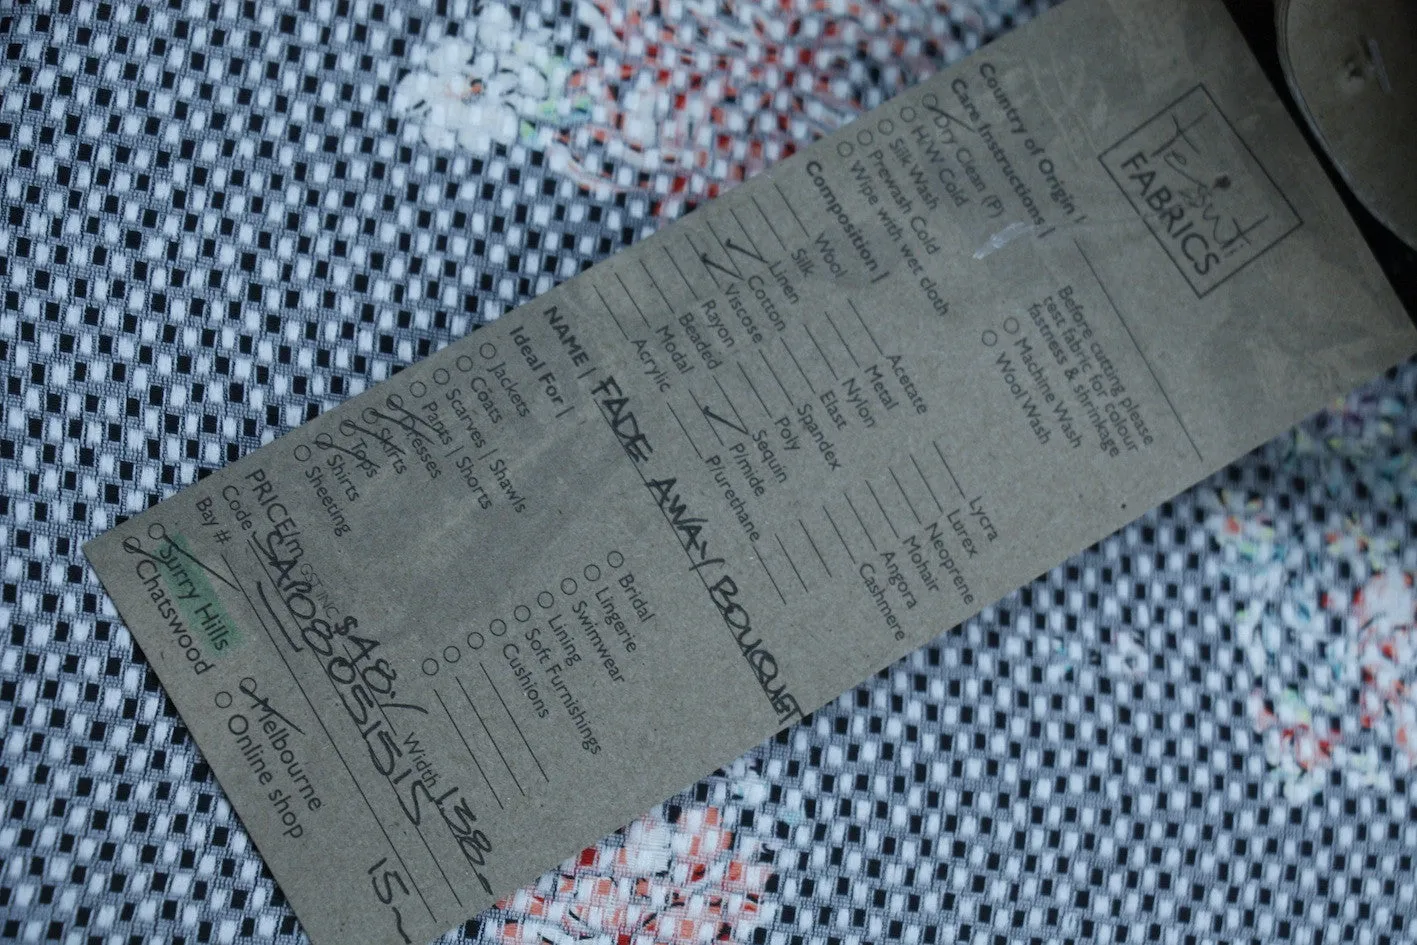 Tessuti
FABRICS
Country of Origin |
Care Instructions |
Dry Clean (P)
H/W Cold
Silk Wash
Prewash Cold
Wipe with wet cloth
Before cutting please
test fabric for colour
fastness & shrinkage
Machine Wash
Wool Wash
Composition |
Wool
Silk
Linen
Cotton
Viscose
Rayon
Beaded
Modal
Acrylic
Acetate
Metal
Nylon
Elast
Spandex
Poly
Sequin
P/mide
P/urethane
Lycra
Lurex
Neoprene
Mohair
Angora
Cashmere
NAME | FADE AWAY BOUQUET
Ideal For |
Jackets
Coats
Scarves | Shawls
Pants | Shorts
Dresses
Skirts
Tops
Shirts
Sheeting
Bridal
Lingerie
Swimwear
Lining
Soft Furnishings
Cushions
PRICE/m GST INC $48./ Width 138
Code SAP08051515
Bay # 15
Surry Hills
Chatswood
Melbourne
Online shop